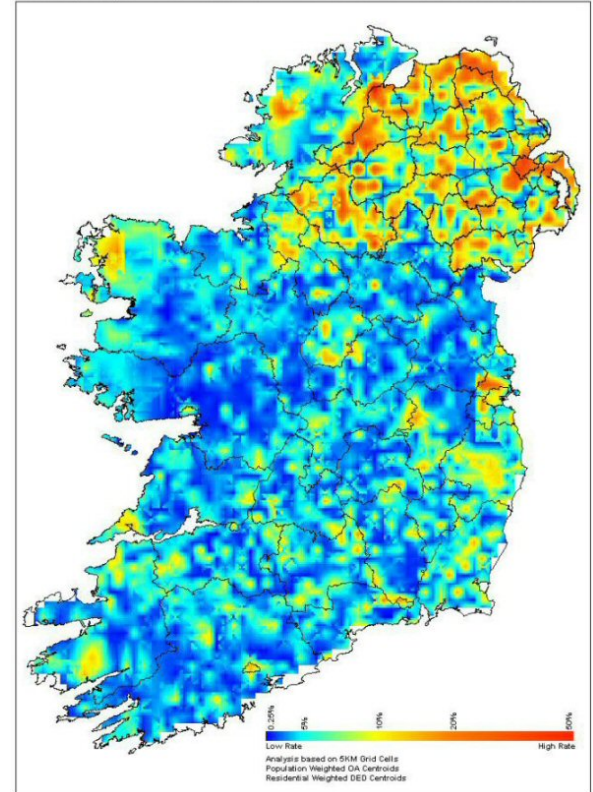 0.25%
5%
10%
20%
50%
Low Rate
High Rate
Analysis based on 5KM Grid Cells
Population Weighted OA Centroids
Residential Weighted DED Centroids